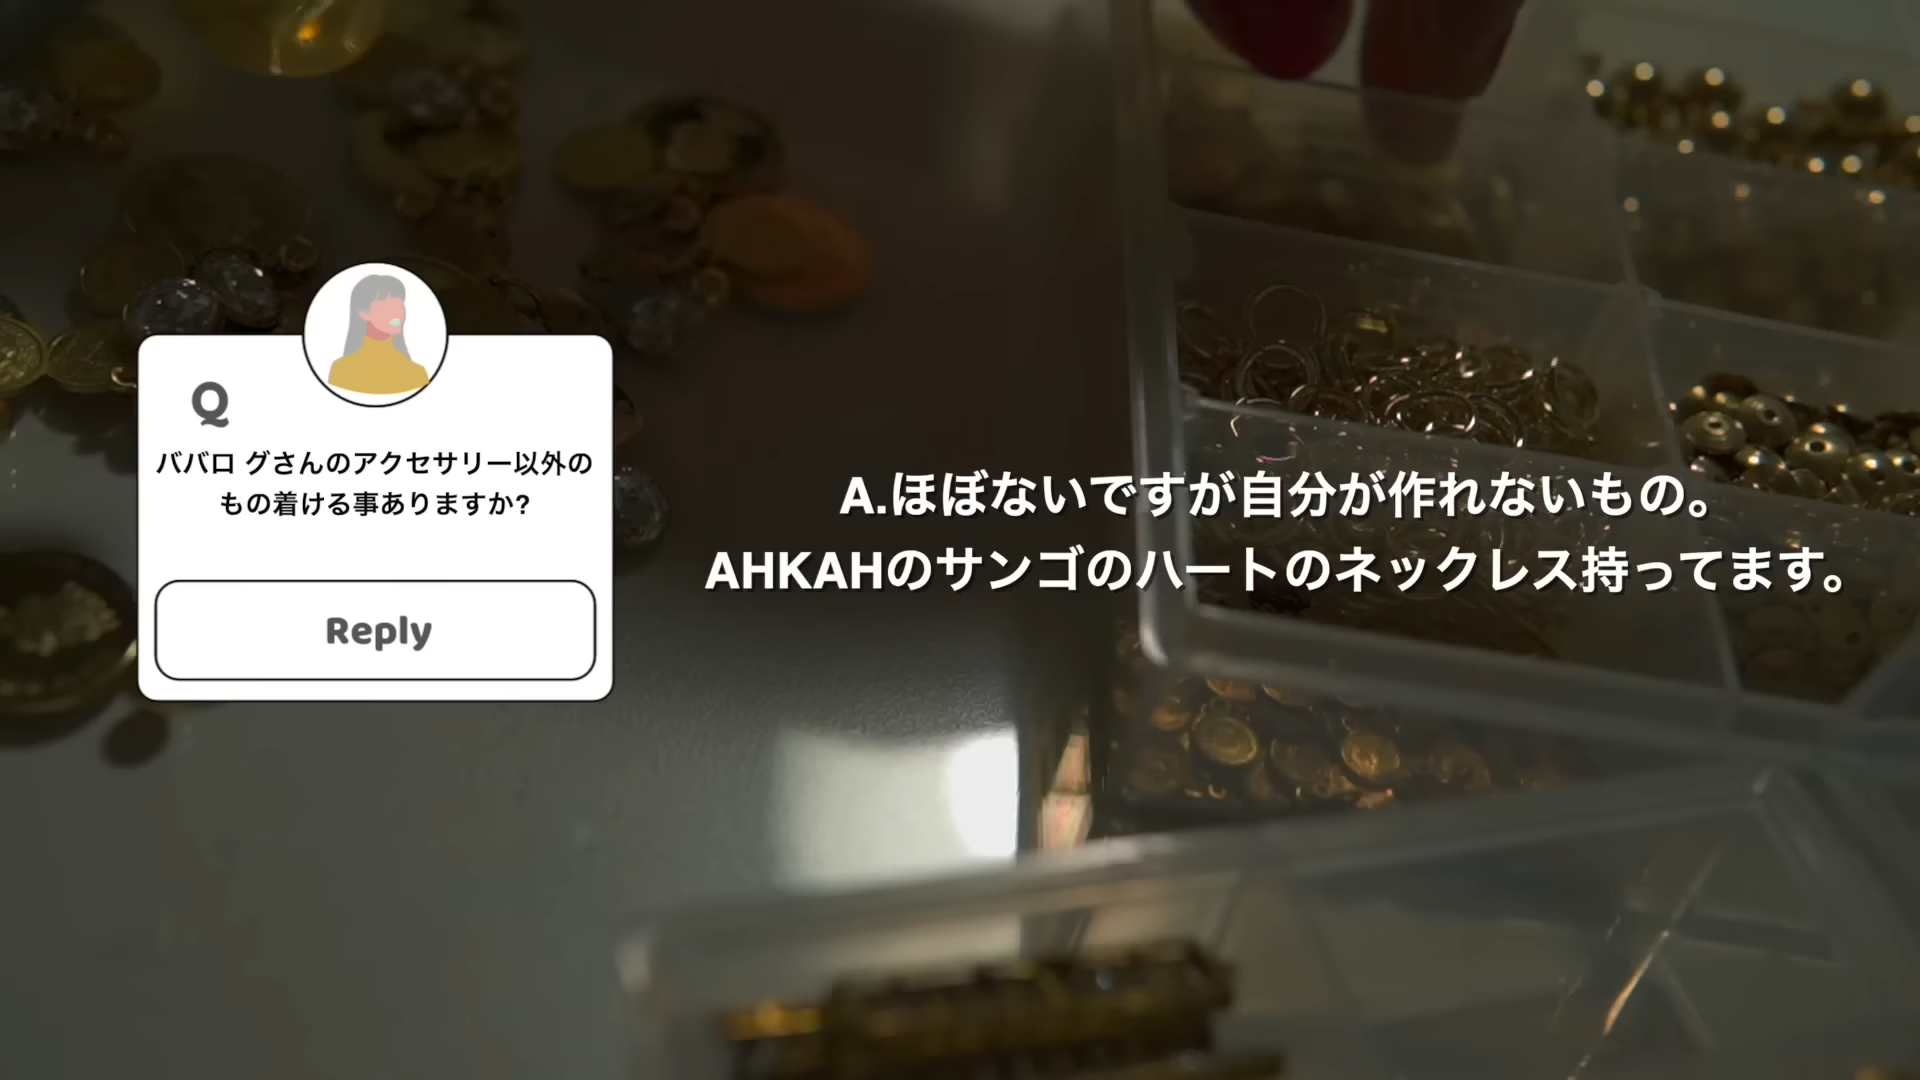 Q
ババロ グさんのアクセサリー以外の
もの着ける事ありますか?
Reply
A.ほぼないですが自分が作れないもの。
AHKAHのサンゴのハートのネックレス持ってます。